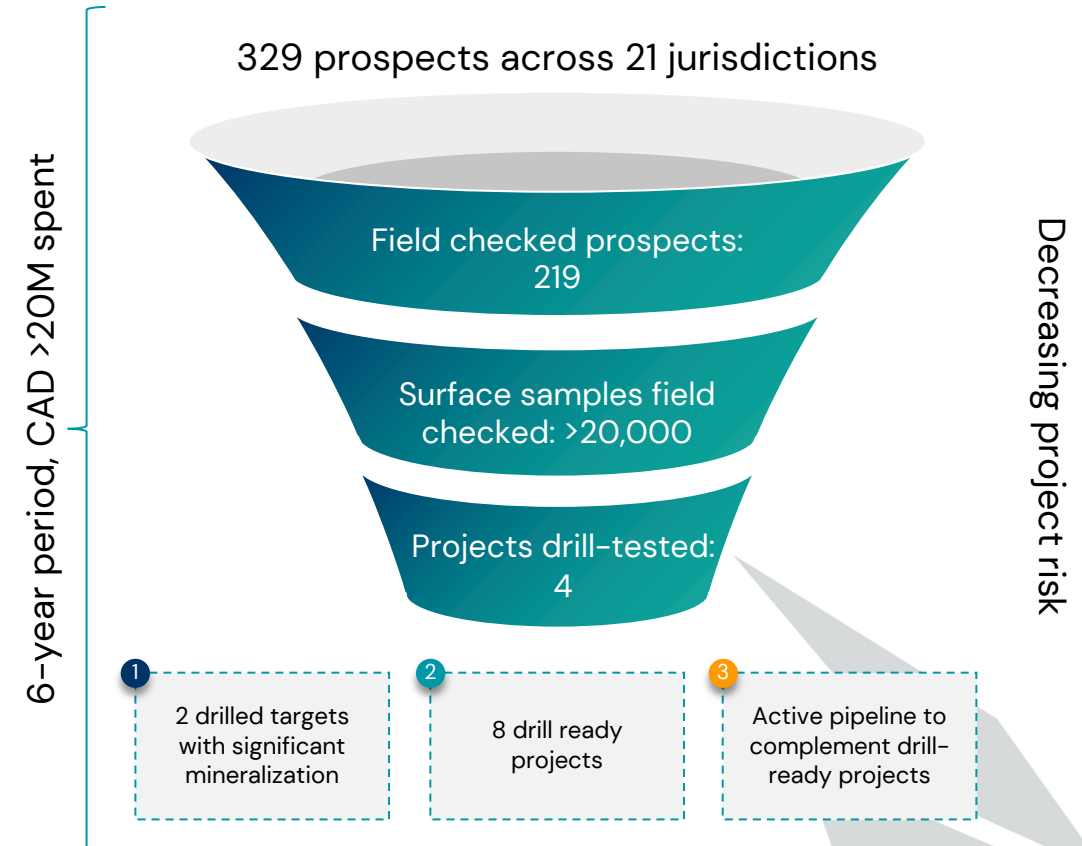 329 prospects across 21 jurisdictions
6-year period, CAD >20M spent
Field checked prospects:
219
Surface samples field
checked: >20,000
Projects drill-tested:
4
Decreasing project risk
1
2 drilled targets
with significant
mineralization
2
8 drill ready
projects
3
Active pipeline to
complement drill-
ready projects